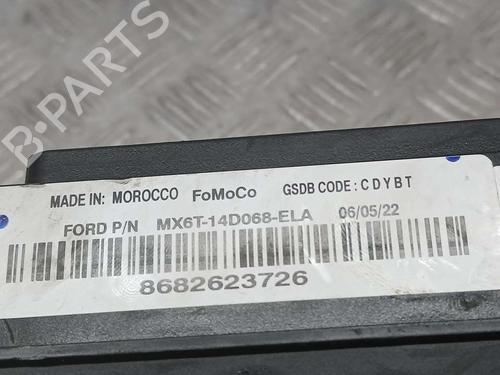 B-PARTS
MADE IN: MOROCCO FoMoCo GSDB CODE: C D Y B T
FORD P/N MX6T-14D068-ELA 06/05/22
8682623726